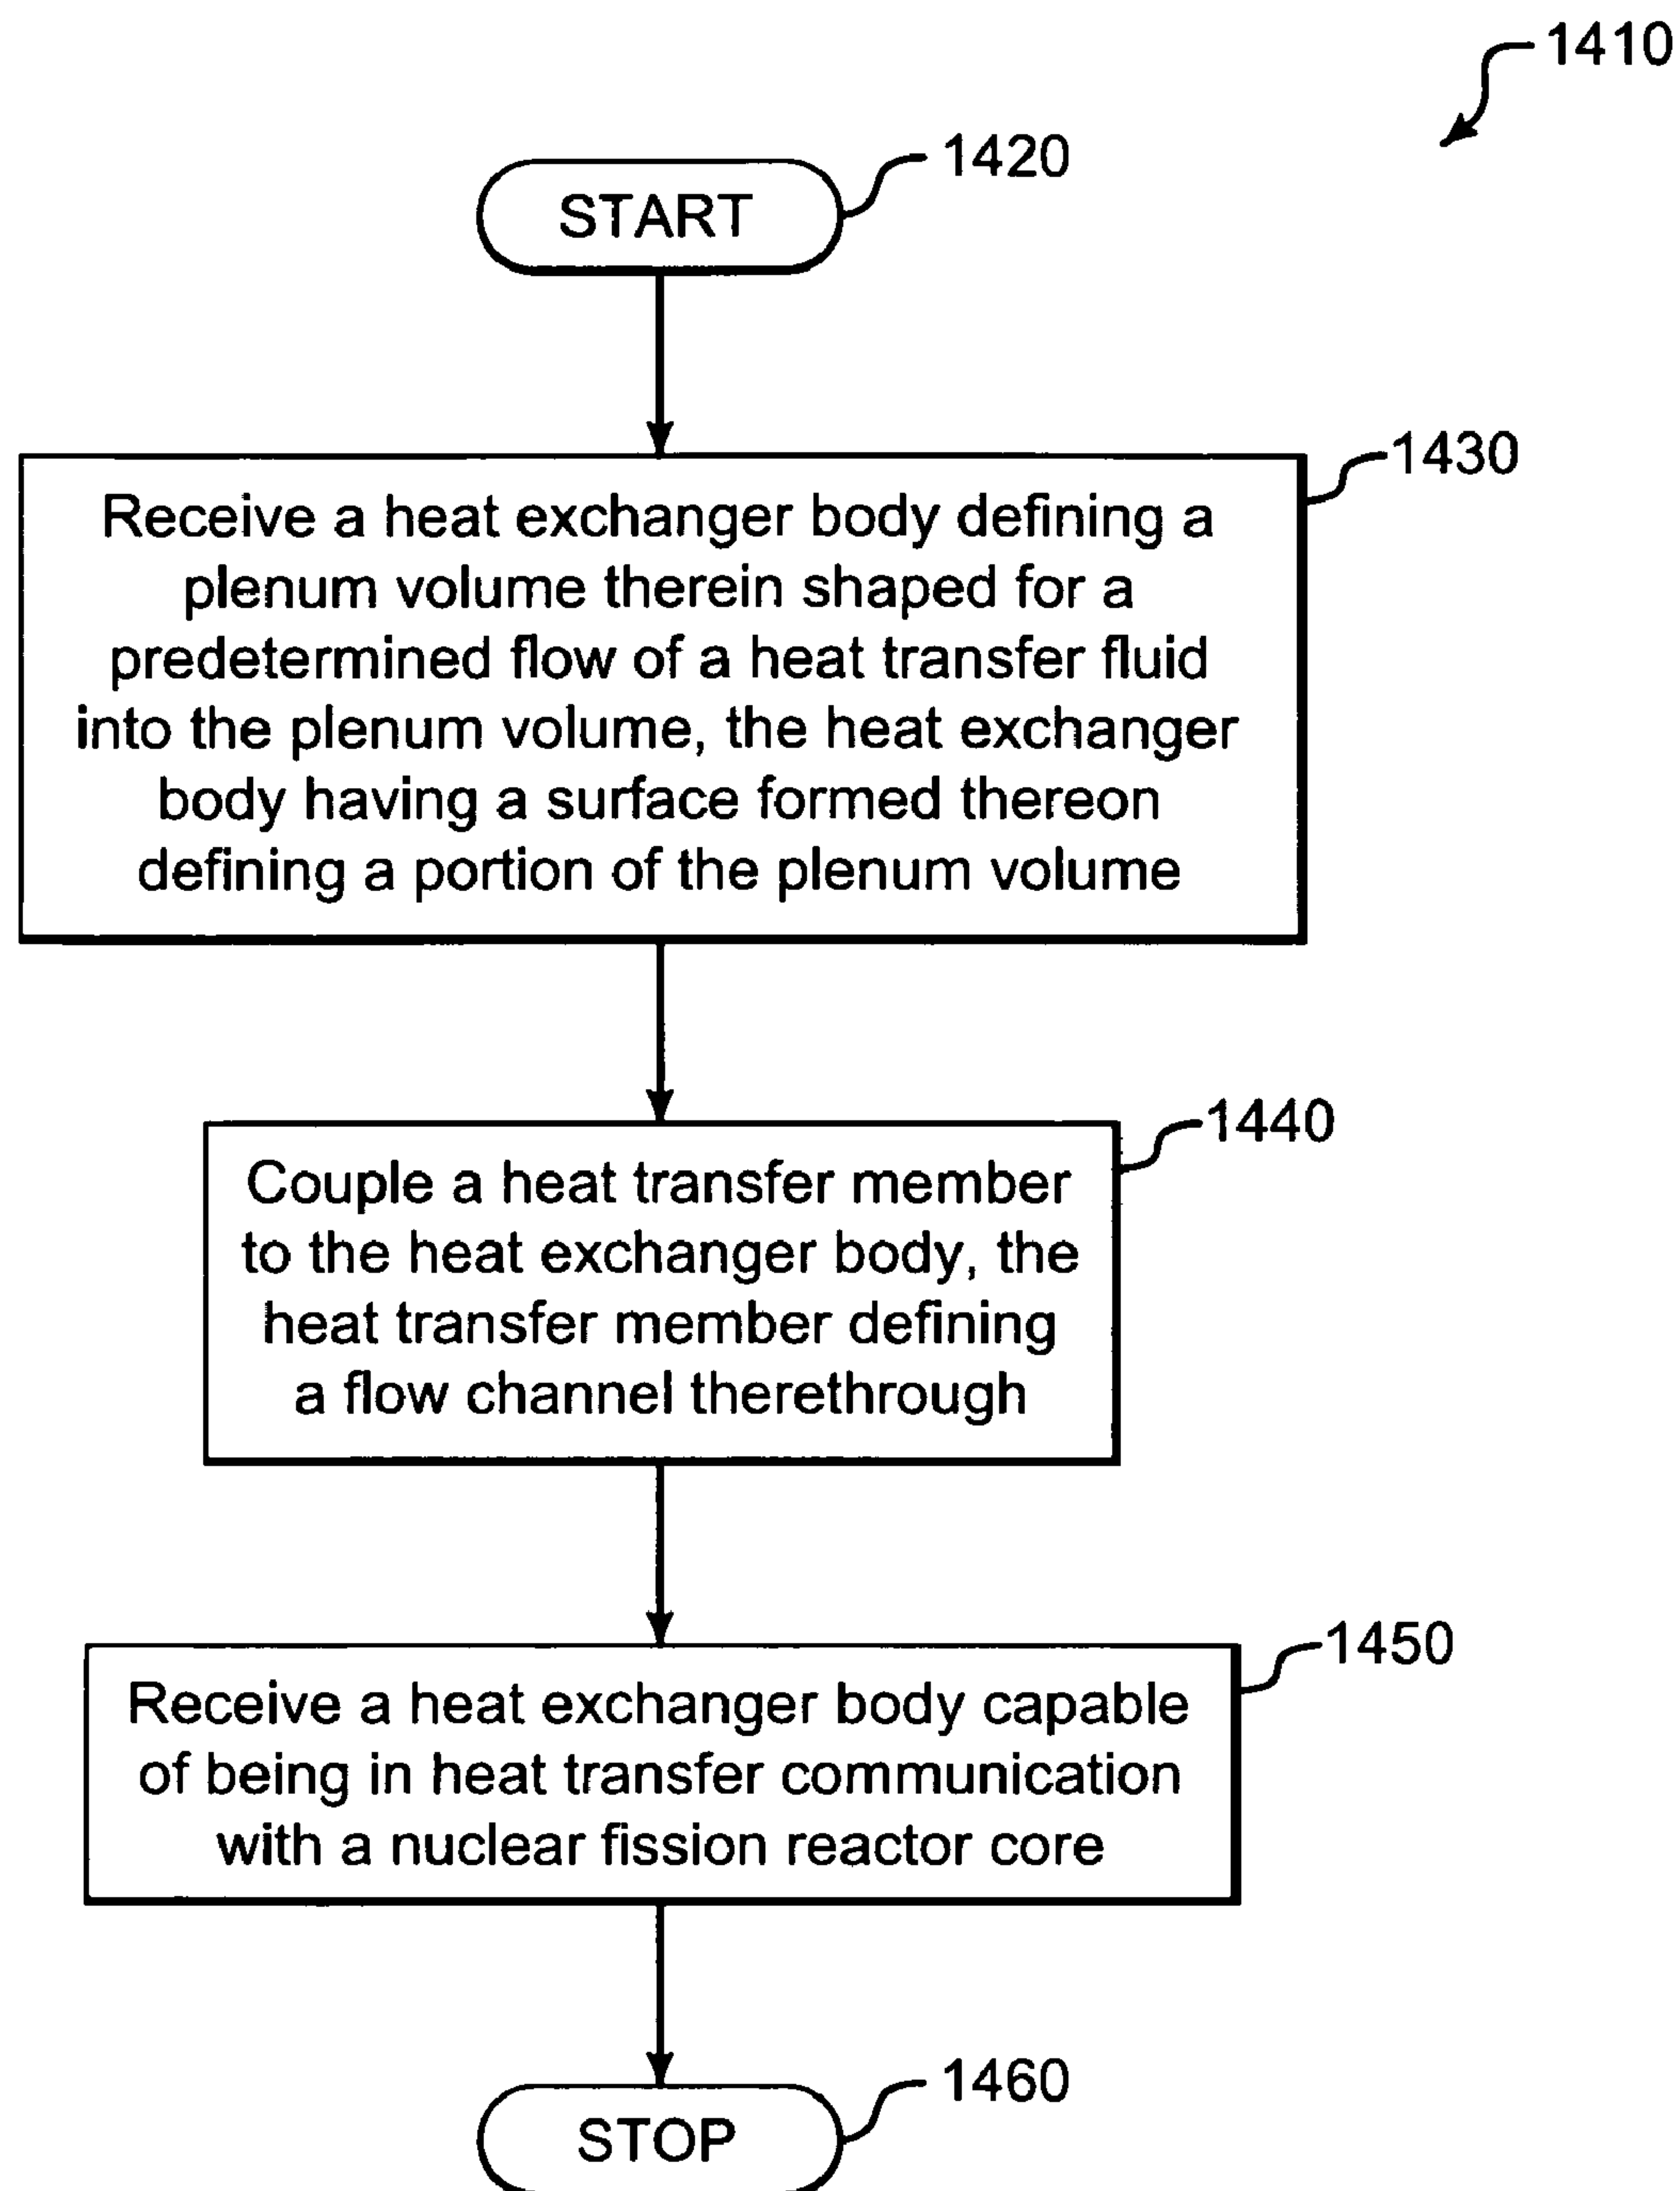 1410
1420
START
1430
Receive a heat exchanger body defining a
plenum volume therein shaped for a
predetermined flow of a heat transfer fluid
into the plenum volume, the heat exchanger
body having a surface formed thereon
defining a portion of the plenum volume
1440
Couple a heat transfer member
to the heat exchanger body, the
heat transfer member defining
a flow channel therethrough
1450
Receive a heat exchanger body capable
of being in heat transfer communication
with a nuclear fission reactor core
1460
STOP